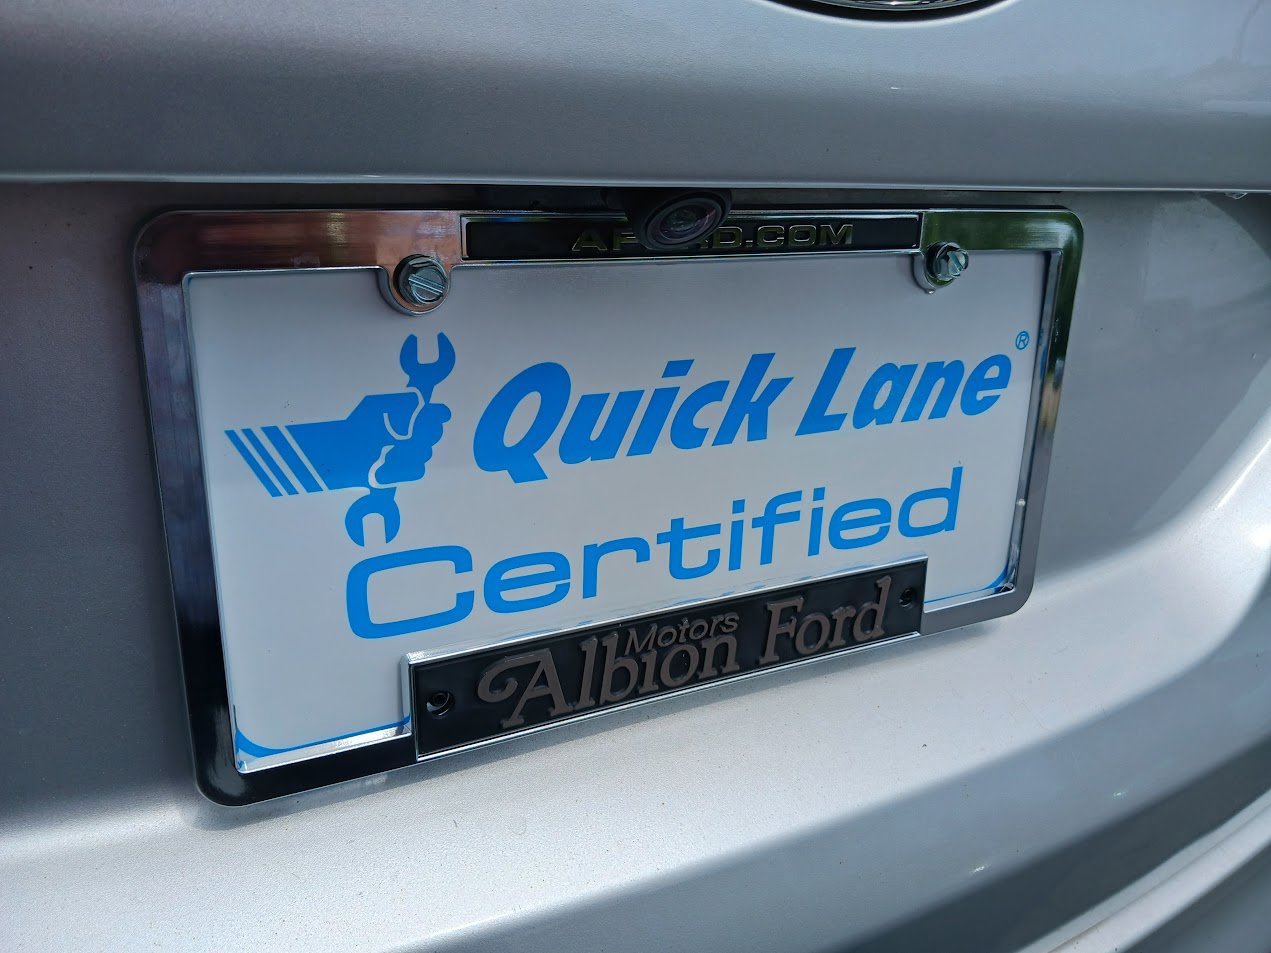 Quick Lane®
Certified
Motors
Albion Ford